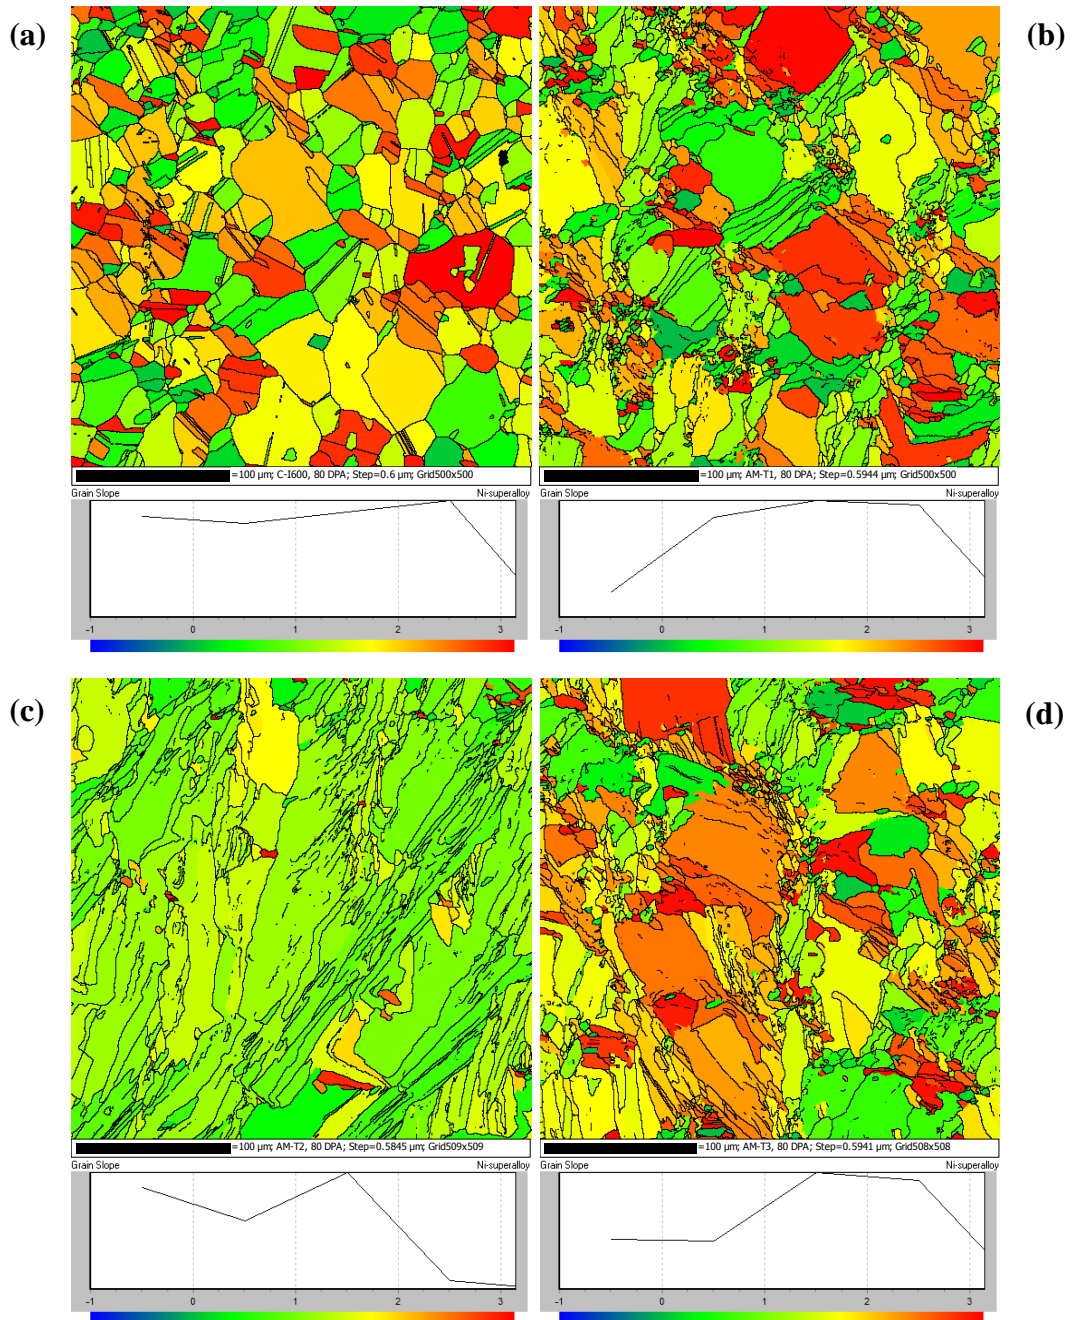 (a)
(b)
=100 µm; C-I600, 80 DPA; Step=0.6 µm; Grid500x500
Grain Slope
Ni-superalloy
-1 0 1 2 3
=100 µm; AM-T1, 80 DPA; Step=0.5944 µm; Grid500x500
Grain Slope
Ni-superalloy
-1 0 1 2 3
(c)
(d)
=100 µm; AM-T2, 80 DPA; Step=0.5845 µm; Grid509x509
Grain Slope
Ni-superalloy
-1 0 1 2 3
=100 µm; AM-T3, 80 DPA; Step=0.5941 µm; Grid508x508
Grain Slope
Ni-superalloy
-1 0 1 2 3